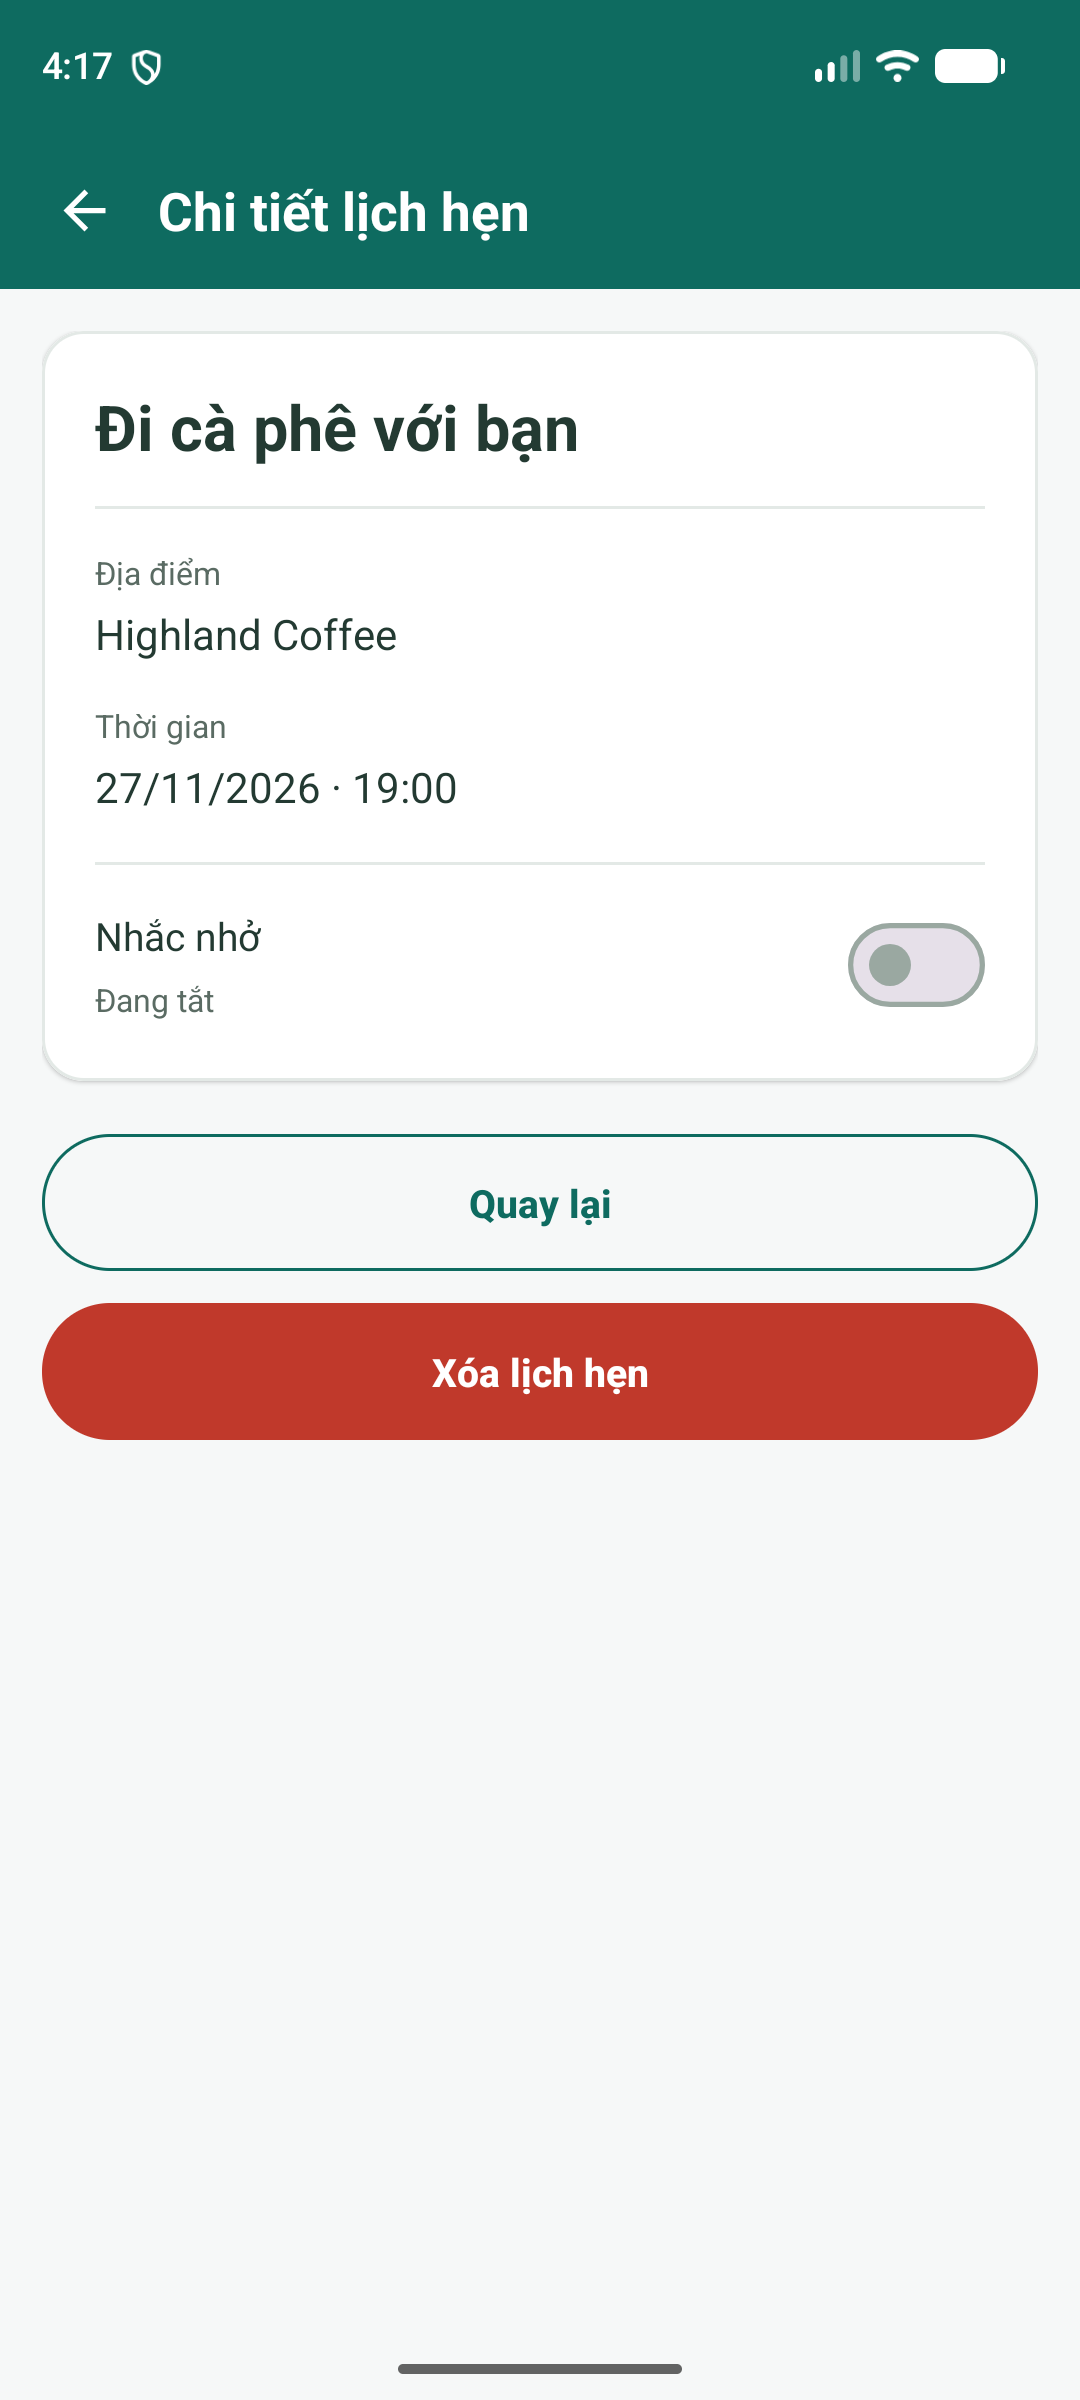 4:17
Chi tiết lịch hẹn
Đi cà phê với bạn
Địa điểm
Highland Coffee
Thời gian
27/11/2026 · 19:00
Nhắc nhở
Đang tắt
Quay lại
Xóa lịch hẹn